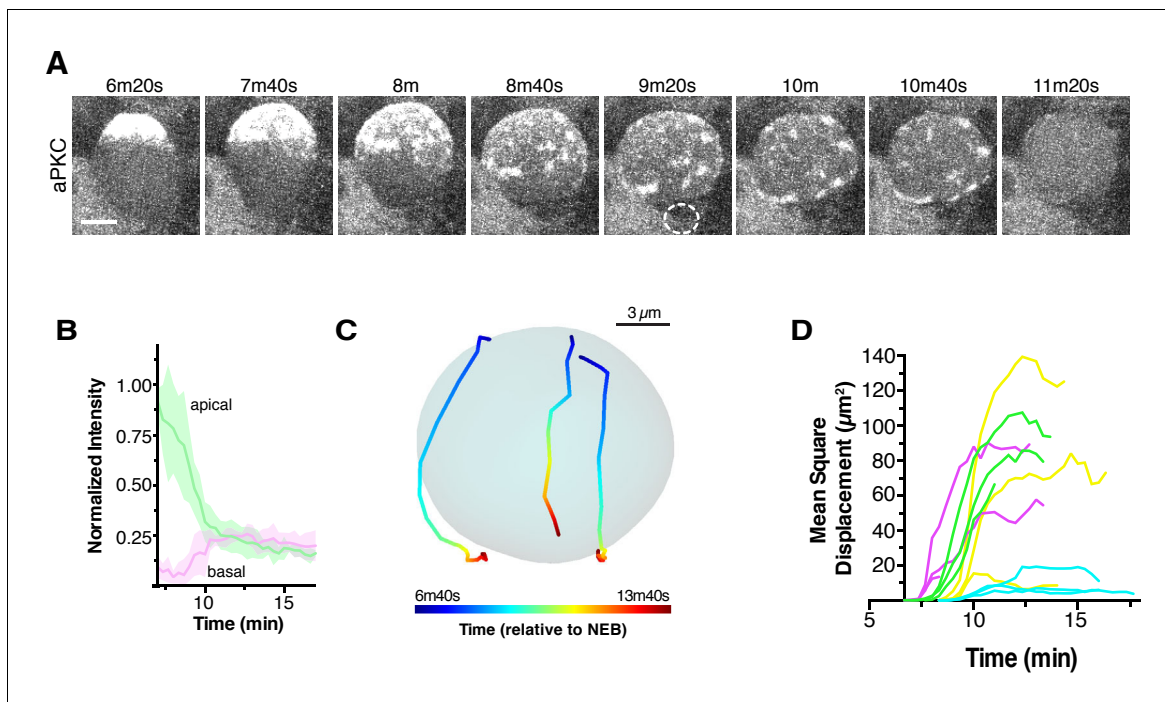 A
6m20s 7m40s 8m 8m40s 9m20s 10m 10m40s 11m20s
aPKC
B
1.00
0.75
0.50
0.25
Normalized Intensity
apical
basal
10 15
Time (min)
C
3 µm
6m40s 13m40s
Time (relative to NEB)
D
140
120
100
80
60
40
20
Mean Square
Displacement (µm²)
5 10 15
Time (min)